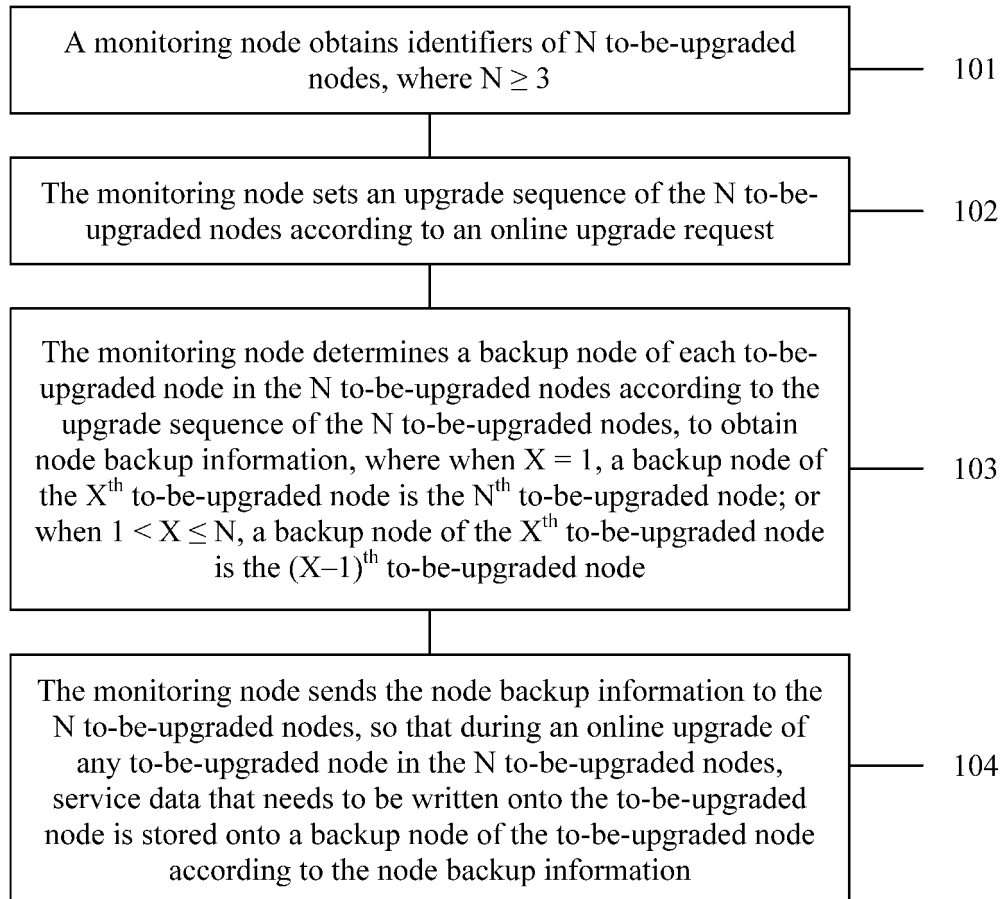 A monitoring node obtains identifiers of N to-be-upgraded
nodes, where N ≥ 3
101
The monitoring node sets an upgrade sequence of the N to-be-
upgraded nodes according to an online upgrade request
102
The monitoring node determines a backup node of each to-be-
upgraded node in the N to-be-upgraded nodes according to the
upgrade sequence of the N to-be-upgraded nodes, to obtain
node backup information, where when X = 1, a backup node of
the Xth to-be-upgraded node is the Nth to-be-upgraded node; or
when 1 < X ≤ N, a backup node of the Xth to-be-upgraded node
is the (X–1)th to-be-upgraded node
103
The monitoring node sends the node backup information to the
N to-be-upgraded nodes, so that during an online upgrade of
any to-be-upgraded node in the N to-be-upgraded nodes,
service data that needs to be written onto the to-be-upgraded
node is stored onto a backup node of the to-be-upgraded node
according to the node backup information
104